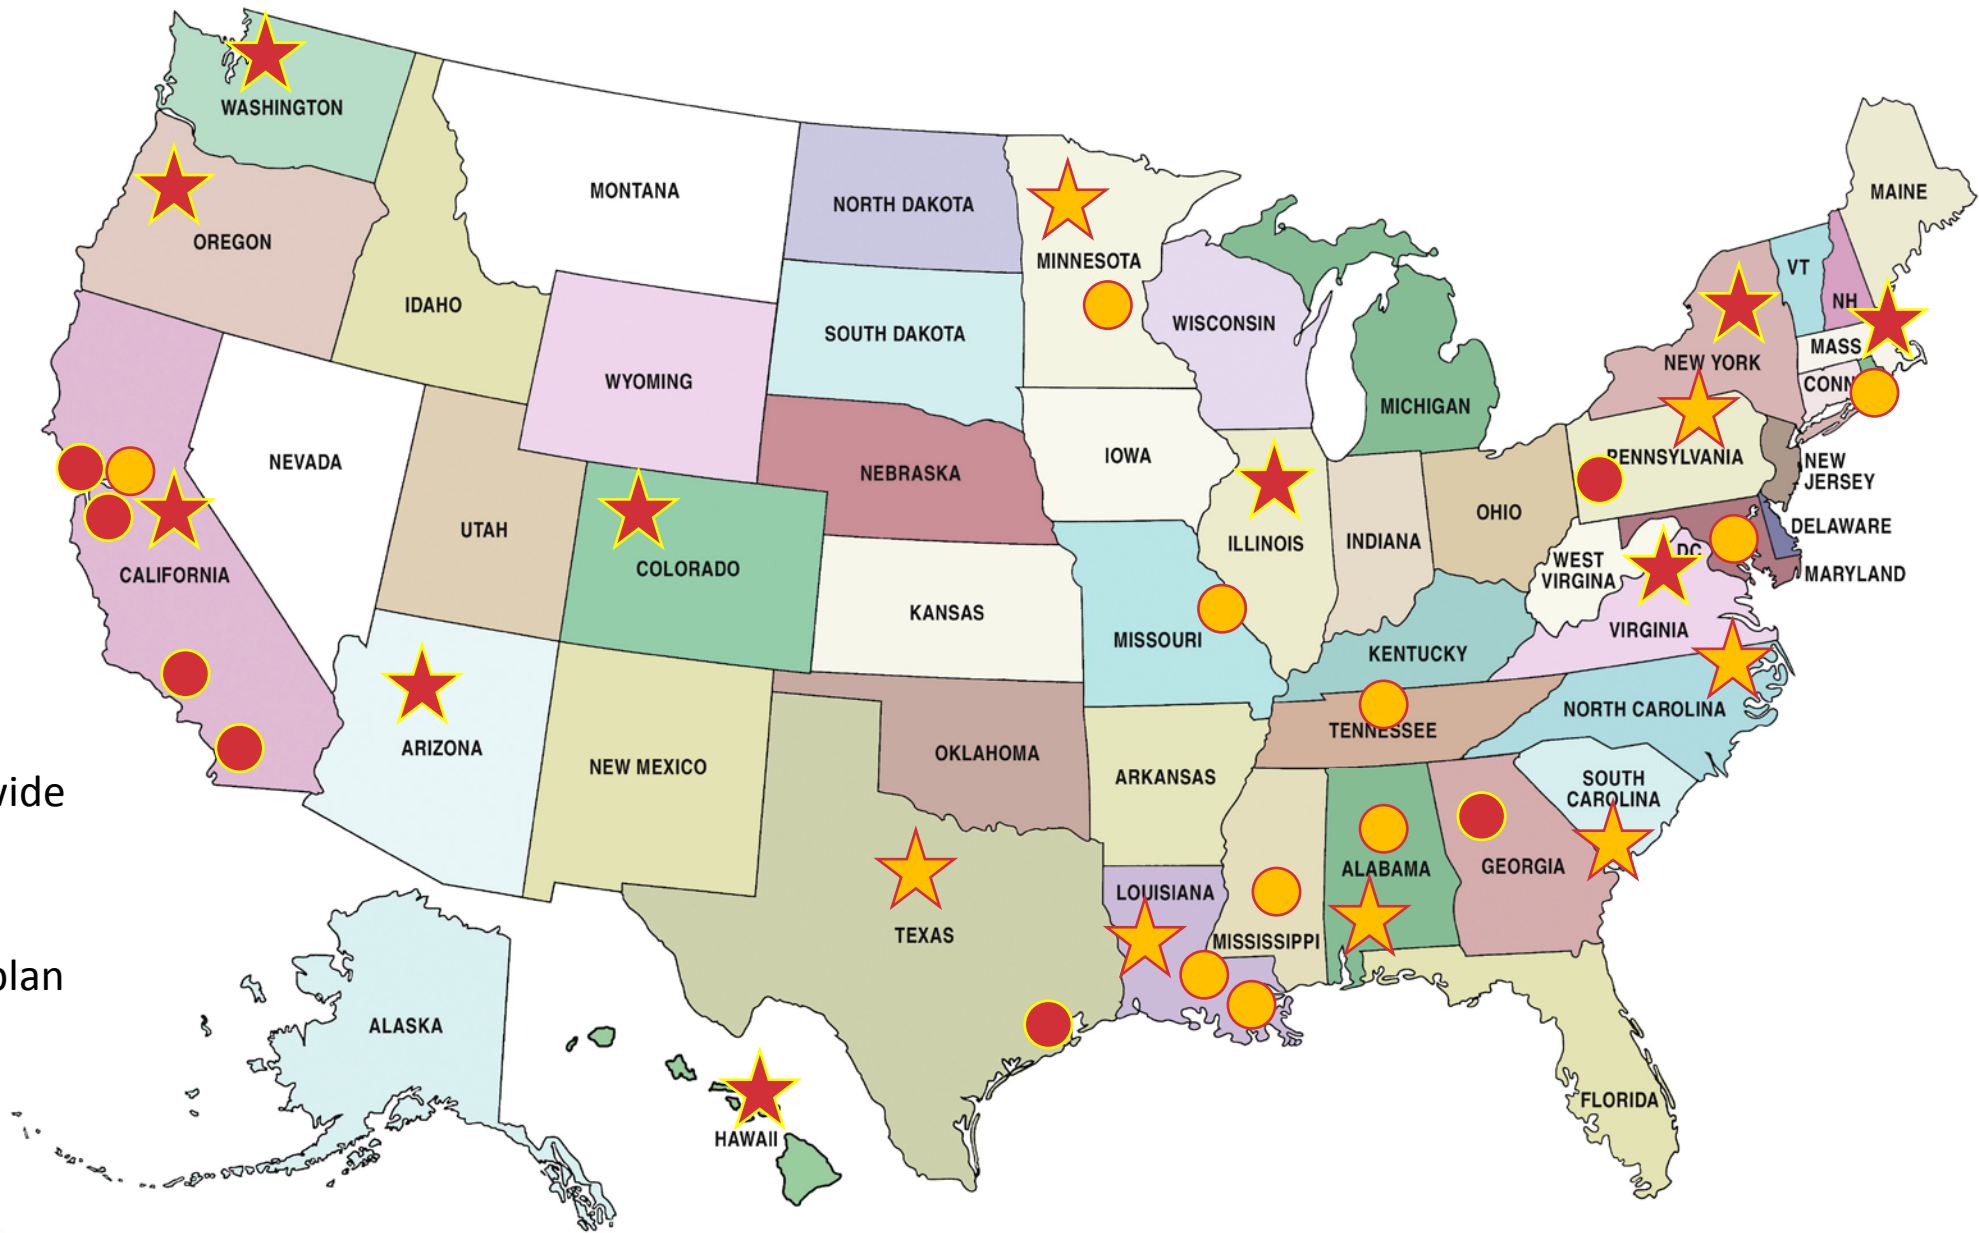 WASHINGTON
MONTANA
NORTH DAKOTA
MINNESOTA
MAINE
OREGON
VT
IDAHO
NH
WISCONSIN
SOUTH DAKOTA
MASS
NEW YORK
WYOMING
CONN
MICHIGAN
NEVADA
NEBRASKA
IOWA
PENNSYLVANIA
NEW
JERSEY
UTAH
OHIO
ILLINOIS
INDIANA
DELAWARE
DC
WEST
VIRGINA
MARYLAND
CALIFORNIA
COLORADO
KANSAS
MISSOURI
VIRGINIA
KENTUCKY
NORTH CAROLINA
TENNESSEE
ARIZONA
NEW MEXICO
OKLAHOMA
ARKANSAS
SOUTH
CAROLINA
vide
ALABAMA
GEORGIA
LOUISIANA
TEXAS
MISSISSIPPI
plan
ALASKA
FLORIDA
HAWAII